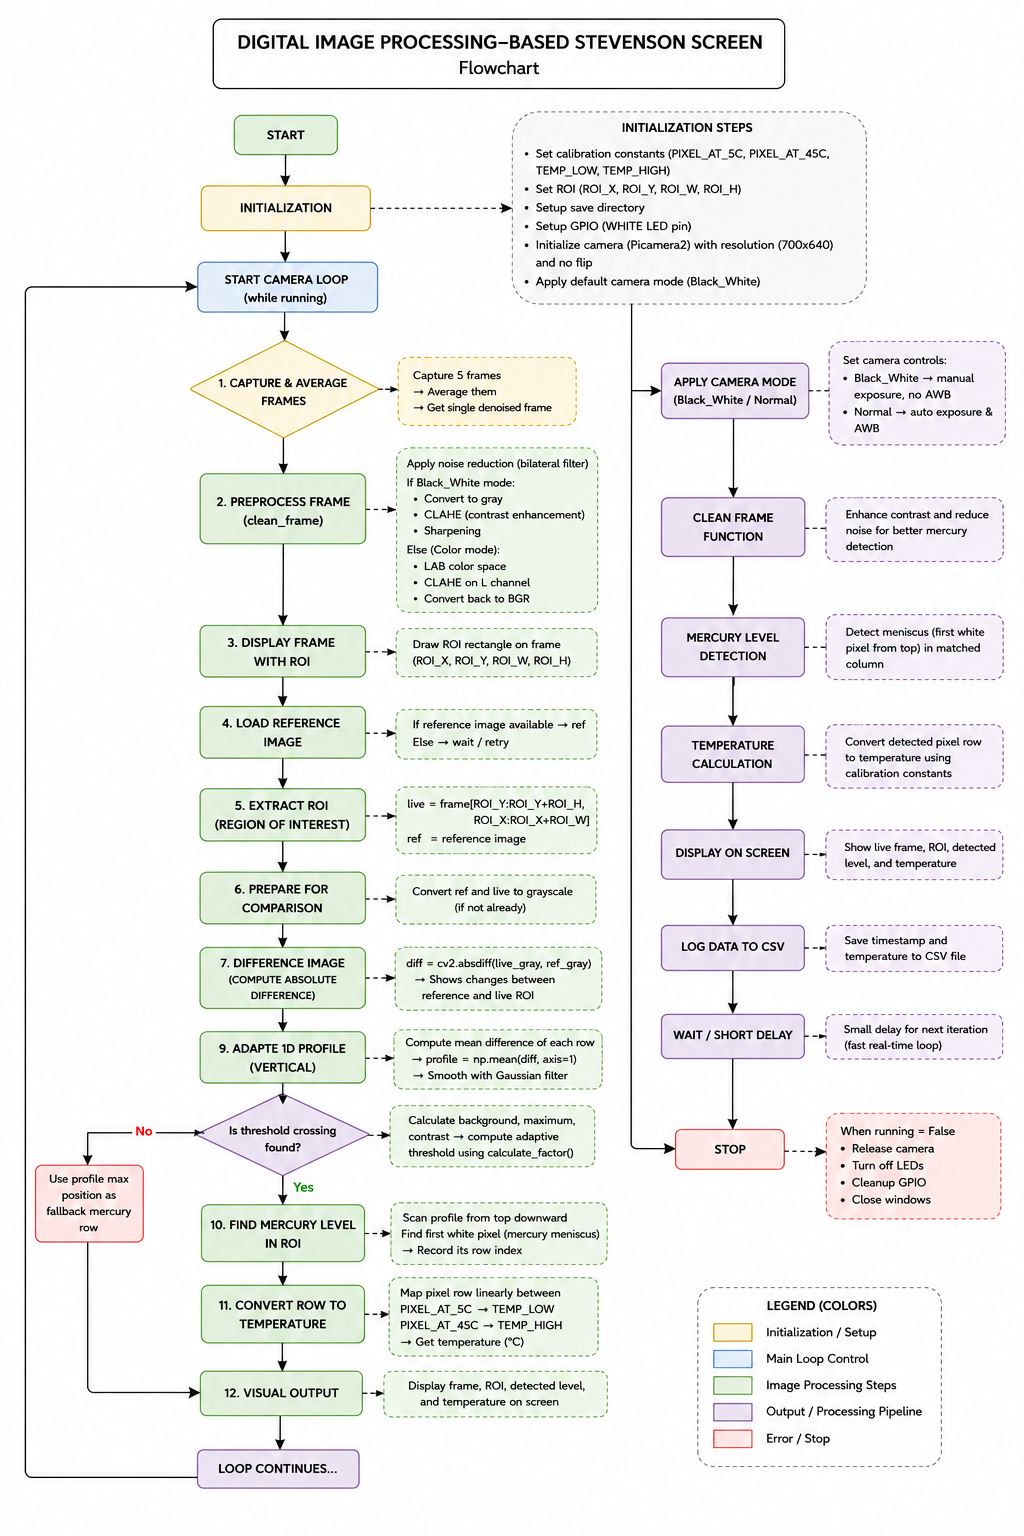 DIGITAL IMAGE PROCESSING–BASED STEVENSON SCREEN
Flowchart
START
INITIALIZATION
INITIALIZATION STEPS
• Set calibration constants (PIXEL_AT_5C, PIXEL_AT_45C,
TEMP_LOW, TEMP_HIGH)
• Set ROI (ROI_X, ROI_Y, ROI_W, ROI_H)
• Setup save directory
• Setup GPIO (WHITE LED pin)
• Initialize camera (Picamera2) with resolution (700x640)
and no flip
• Apply default camera mode (Black_White)
START CAMERA LOOP
(while running)
1. CAPTURE & AVERAGE
FRAMES
Capture 5 frames
→ Average them
→ Get single denoised frame
2. PREPROCESS FRAME
(clean_frame)
Apply noise reduction (bilateral filter)
If Black_White mode:
• Convert to gray
• CLAHE (contrast enhancement)
• Sharpening
Else (Color mode):
• LAB color space
• CLAHE on L channel
• Convert back to BGR
3. DISPLAY FRAME
WITH ROI
Draw ROI rectangle on frame
(ROI_X, ROI_Y, ROI_W, ROI_H)
4. LOAD REFERENCE
IMAGE
If reference image available → ref
Else → wait / retry
5. EXTRACT ROI
(REGION OF INTEREST)
live = frame[ROI_Y:ROI_Y+ROI_H,
ROI_X:ROI_X+ROI_W]
ref = reference image
6. PREPARE FOR
COMPARISON
Convert ref and live to grayscale
(if not already)
7. DIFFERENCE IMAGE
(COMPUTE ABSOLUTE
DIFFERENCE)
diff = cv2.absdiff(live_gray, ref_gray)
→ Shows changes between
reference and live ROI
9. ADAPTE 1D PROFILE
(VERTICAL)
Compute mean difference of each row
→ profile = np.mean(diff, axis=1)
→ Smooth with Gaussian filter
Is threshold crossing
found?
Calculate background, maximum,
contrast → compute adaptive
threshold using calculate_factor()
No
Use profile max
position as
fallback mercury
row
Yes
10. FIND MERCURY LEVEL
IN ROI
Scan profile from top downward
Find first white pixel (mercury meniscus)
→ Record its row index
11. CONVERT ROW TO
TEMPERATURE
Map pixel row linearly between
PIXEL_AT_5C → TEMP_LOW
PIXEL_AT_45C → TEMP_HIGH
→ Get temperature (°C)
12. VISUAL OUTPUT
Display frame, ROI, detected level,
and temperature on screen
LOOP CONTINUES...
APPLY CAMERA MODE
(Black_White / Normal)
Set camera controls:
• Black_White → manual
exposure, no AWB
• Normal → auto exposure &
AWB
CLEAN FRAME
FUNCTION
Enhance contrast and reduce
noise for better mercury
detection
MERCURY LEVEL
DETECTION
Detect meniscus (first white
pixel from top) in matched
column
TEMPERATURE
CALCULATION
Convert detected pixel row
to temperature using
calibration constants
DISPLAY ON SCREEN
Show live frame, ROI, detected
level, and temperature
LOG DATA TO CSV
Save timestamp and
temperature to CSV file
WAIT / SHORT DELAY
Small delay for next iteration
(fast real-time loop)
STOP
When running = False
• Release camera
• Turn off LEDs
• Cleanup GPIO
• Close windows
LEGEND (COLORS)
Initialization / Setup
Main Loop Control
Image Processing Steps
Output / Processing Pipeline
Error / Stop